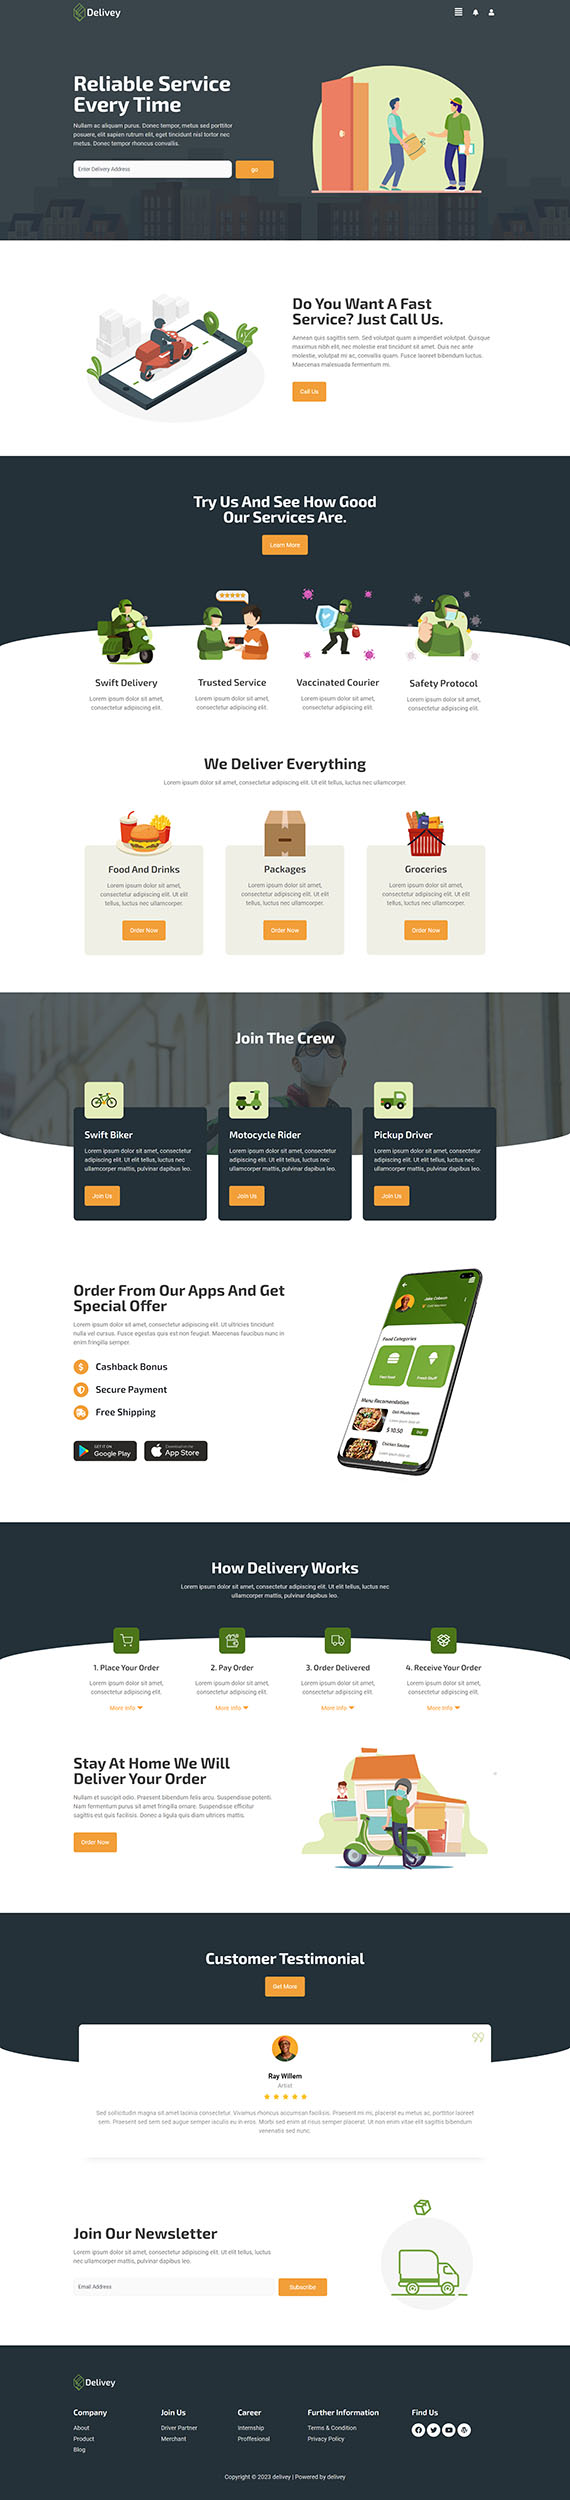 Delivey
Reliable Service
Every Time
Nullam ac aliquam purus. Donec tempor, metus sed porttitor
posuere, elit sapien rutrum elit, eget tincidunt nisl tortor nec
metus. Donec tempor rhoncus convallis.
Enter Delivery Address
go
Do You Want A Fast
Service? Just Call Us.
Aenean quis sagittis sem. Sed volutpat quam a imperdiet volutpat. Quisque
maximus nibh elit, nec molestie erat tincidunt sit amet. Duis nec ante
molestie, volutpat mi ac, convallis quam. Fusce laoreet bibendum luctus.
Maecenas malesuada fermentum mi.
Call Us
Try Us And See How Good
Our Services Are.
Learn More
Swift Delivery
Lorem ipsum dolor sit amet,
consectetur adipiscing elit.
Trusted Service
Lorem ipsum dolor sit amet,
consectetur adipiscing elit.
Vaccinated Courier
Lorem ipsum dolor sit amet,
consectetur adipiscing elit.
Safety Protocol
Lorem ipsum dolor sit amet,
consectetur adipiscing elit.
We Deliver Everything
Lorem ipsum dolor sit amet, consectetur adipiscing elit. Ut elit tellus, luctus nec ullamcorper.
Food And Drinks
Lorem ipsum dolor sit amet,
consectetur adipiscing elit. Ut elit
tellus, luctus nec ullamcorper.
Order Now
Packages
Lorem ipsum dolor sit amet,
consectetur adipiscing elit. Ut elit
tellus, luctus nec ullamcorper.
Order Now
Groceries
Lorem ipsum dolor sit amet,
consectetur adipiscing elit. Ut elit
tellus, luctus nec ullamcorper.
Order Now
Join The Crew
Swift Biker
Lorem ipsum dolor sit amet, consectetur
adipiscing elit. Ut elit tellus, luctus nec
ullamcorper mattis, pulvinar dapibus leo.
Join Us
Motocycle Rider
Lorem ipsum dolor sit amet, consectetur
adipiscing elit. Ut elit tellus, luctus nec
ullamcorper mattis, pulvinar dapibus leo.
Join Us
Pickup Driver
Lorem ipsum dolor sit amet, consectetur
adipiscing elit. Ut elit tellus, luctus nec
ullamcorper mattis, pulvinar dapibus leo.
Join Us
Order From Our Apps And Get
Special Offer
Lorem ipsum dolor sit amet, consectetur adipiscing elit. Ut ultricies tincidunt
nulla vel cursus. Fusce egestas quis est non feugiat. Maecenas faucibus nunc in
enim fringilla semper.
Cashback Bonus
Secure Payment
Free Shipping
GET IT ON
Google Play
Download on the
App Store
Food Categories
Fast food
Fresh Stuff
Menu Recomendation
Deli Mushroom
$ 10.50
Chicken Saute
How Delivery Works
Lorem ipsum dolor sit amet, consectetur adipiscing elit. Ut elit tellus, luctus nec
ullamcorper mattis, pulvinar dapibus leo.
1. Place Your Order
Lorem ipsum dolor sit amet,
consectetur adipiscing elit.
More Info
2. Pay Order
Lorem ipsum dolor sit amet,
consectetur adipiscing elit.
More Info
3. Order Delivered
Lorem ipsum dolor sit amet,
consectetur adipiscing elit.
More Info
4. Receive Your Order
Lorem ipsum dolor sit amet,
consectetur adipiscing elit.
More Info
Stay At Home We Will
Deliver Your Order
Nullam et suscipit odio. Praesent bibendum felis arcu. Suspendisse potenti.
Nam fermentum purus sit amet fringilla ornare. Suspendisse efficitur
sagittis est quis facilisis. Donec a ligula quis diam ultrices mattis.
Order Now
Customer Testimonial
Get More
Ray Willem
Artist
Sed sollicitudin magna sit amet lacinia consectetur. Vivamus rhoncus accumsan facilisis. Praesent mi mi, placerat eu metus ac, porttitor laoreet
sem. Praesent sed sem sed augue semper iaculis eu in eros. Morbi sed enim at risus semper placerat. Ut non enim vitae elit sagittis bibendum
venenatis sed nunc.
Join Our Newsletter
Lorem ipsum dolor sit amet, consectetur adipiscing elit. Ut elit tellus, luctus
nec ullamcorper mattis, pulvinar dapibus leo.
Email Address
Subscribe
Delivey
Company
About
Product
Blog
Join Us
Driver Partner
Merchant
Career
Internship
Proffesional
Further Information
Terms & Condition
Privacy Policy
Find Us
Copyright © 2023 delivey | Powered by delivey